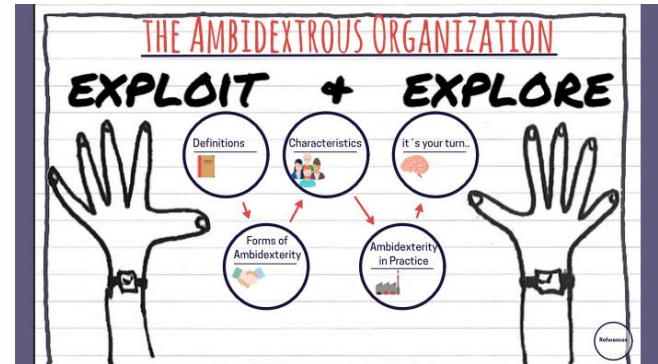 THE AMBIDEXTROUS ORGANIZATION
EXPLOIT & EXPLORE
Definitions
Characteristics
it´s your turn..
Forms of
Ambidexterity
Ambidexterity
in Practice
References